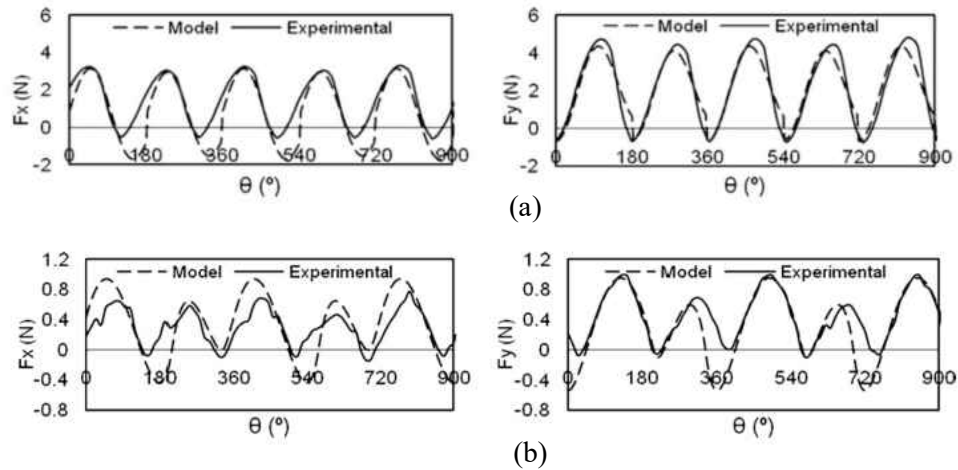 6
Model Experimental
4
2
0
-2
0 180 360 540 720 900
Fx (N)
θ (º)
6
Model Experimental
4
2
0
-2
0 180 360 540 720 900
Fy (N)
θ (º)
(a)
1.2
Model Experimental
0.8
0.4
0
-0.4
-0.8
0 180 360 540 720 900
Fx (N)
θ (º)
1.2
Model Experimental
0.8
0.4
0
-0.4
-0.8
0 180 360 540 720 900
Fy (N)
θ (º)
(b)